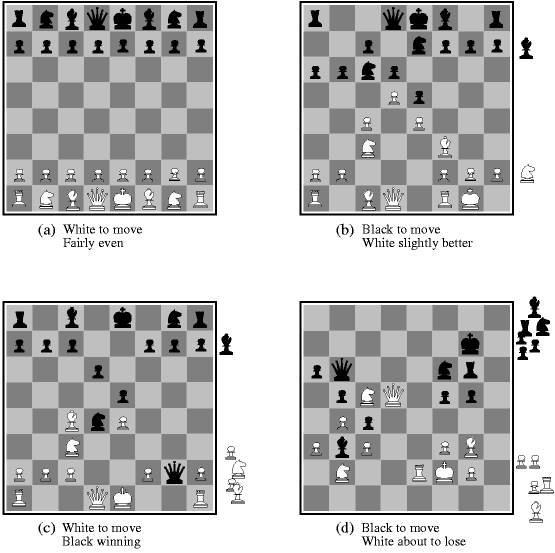 (a) White to move
Fairly even
(b) Black to move
White slightly better
(c) White to move
Black winning
(d) Black to move
White about to lose